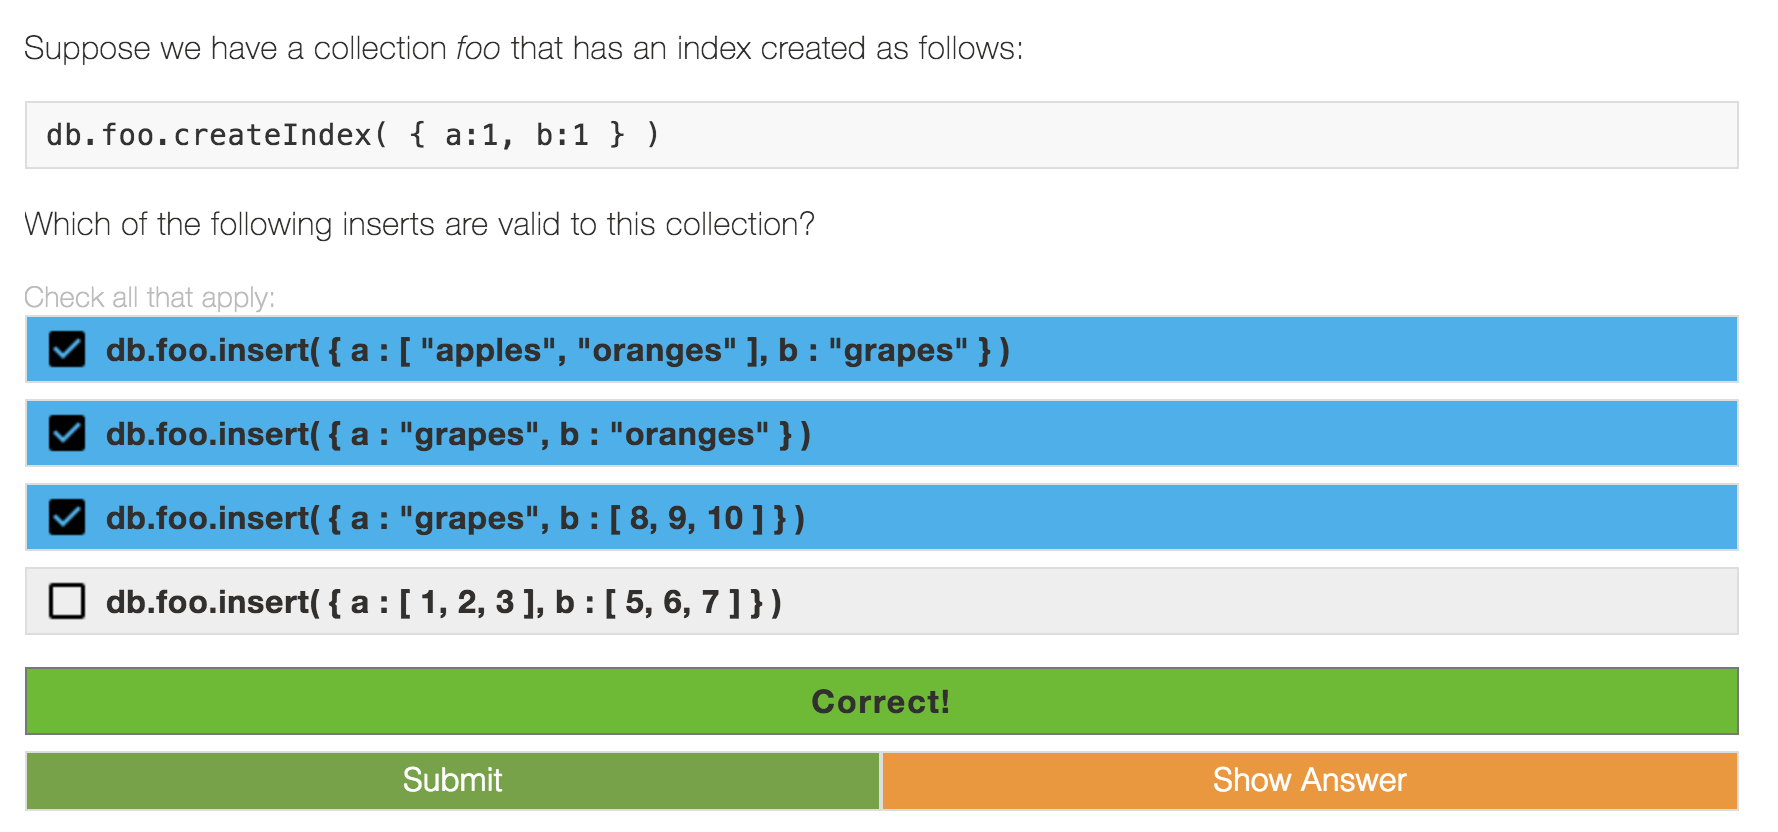 Suppose we have a collection foo that has an index created as follows:
db.foo.createIndex( { a:1, b:1 } )
Which of the following inserts are valid to this collection?
Check all that apply:
db.foo.insert( { a : [ "apples", "oranges" ], b : "grapes" } )
db.foo.insert( { a : "grapes", b : "oranges" } )
db.foo.insert( { a : "grapes", b : [ 8, 9, 10 ] } )
db.foo.insert( { a : [ 1, 2, 3 ], b : [ 5, 6, 7 ] } )
Correct!
Submit
Show Answer